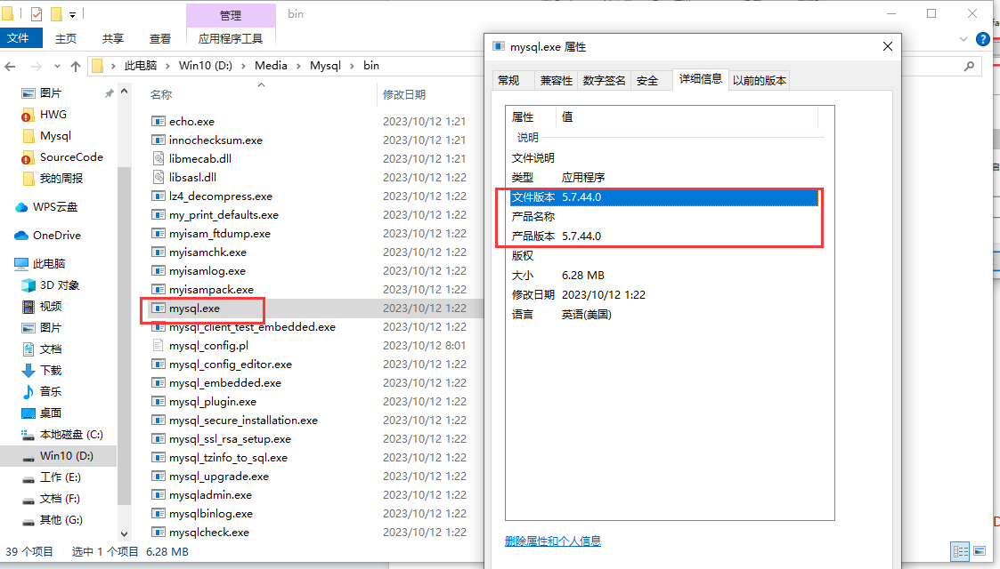 管理
bin
文件 主页 共享 查看 应用程序工具
此电脑 › Win10 (D:) › Media › Mysql › bin
图片
HWG
Mysql
SourceCode
我的周报
WPS云盘
OneDrive
此电脑
3D 对象
视频
图片
文档
下载
音乐
桌面
本地磁盘 (C:)
Win10 (D:)
工作 (E:)
文档 (F:)
其他 (G:)
名称 修改日期
echo.exe 2023/10/12 1:21
innochecksum.exe 2023/10/12 1:21
libmecab.dll 2023/10/12 1:21
libsasl.dll 2023/10/12 1:21
lz4_decompress.exe 2023/10/12 1:22
my_print_defaults.exe 2023/10/12 1:22
myisam_ftdump.exe 2023/10/12 1:22
myisamchk.exe 2023/10/12 1:22
myisamlog.exe 2023/10/12 1:22
myisampack.exe 2023/10/12 1:22
mysql.exe 2023/10/12 1:22
mysql_client_test_embedded.exe 2023/10/12 1:22
mysql_config.pl 2023/10/12 8:01
mysql_config_editor.exe 2023/10/12 1:22
mysql_embedded.exe 2023/10/12 1:22
mysql_plugin.exe 2023/10/12 1:22
mysql_secure_installation.exe 2023/10/12 1:22
mysql_ssl_rsa_setup.exe 2023/10/12 1:22
mysql_tzinfo_to_sql.exe 2023/10/12 1:22
mysql_upgrade.exe 2023/10/12 1:22
mysqladmin.exe 2023/10/12 1:22
mysqlbinlog.exe 2023/10/12 1:22
mysqlcheck.exe 2023/10/12 1:22
39 个项目 选中 1 个项目 6.28 MB
mysql.exe 属性
常规 兼容性 数字签名 安全 详细信息 以前的版本
属性 值
说明
文件说明
类型 应用程序
文件版本 5.7.44.0
产品名称
产品版本 5.7.44.0
版权
大小 6.28 MB
修改日期 2023/10/12 1:22
语言 英语(美国)
删除属性和个人信息